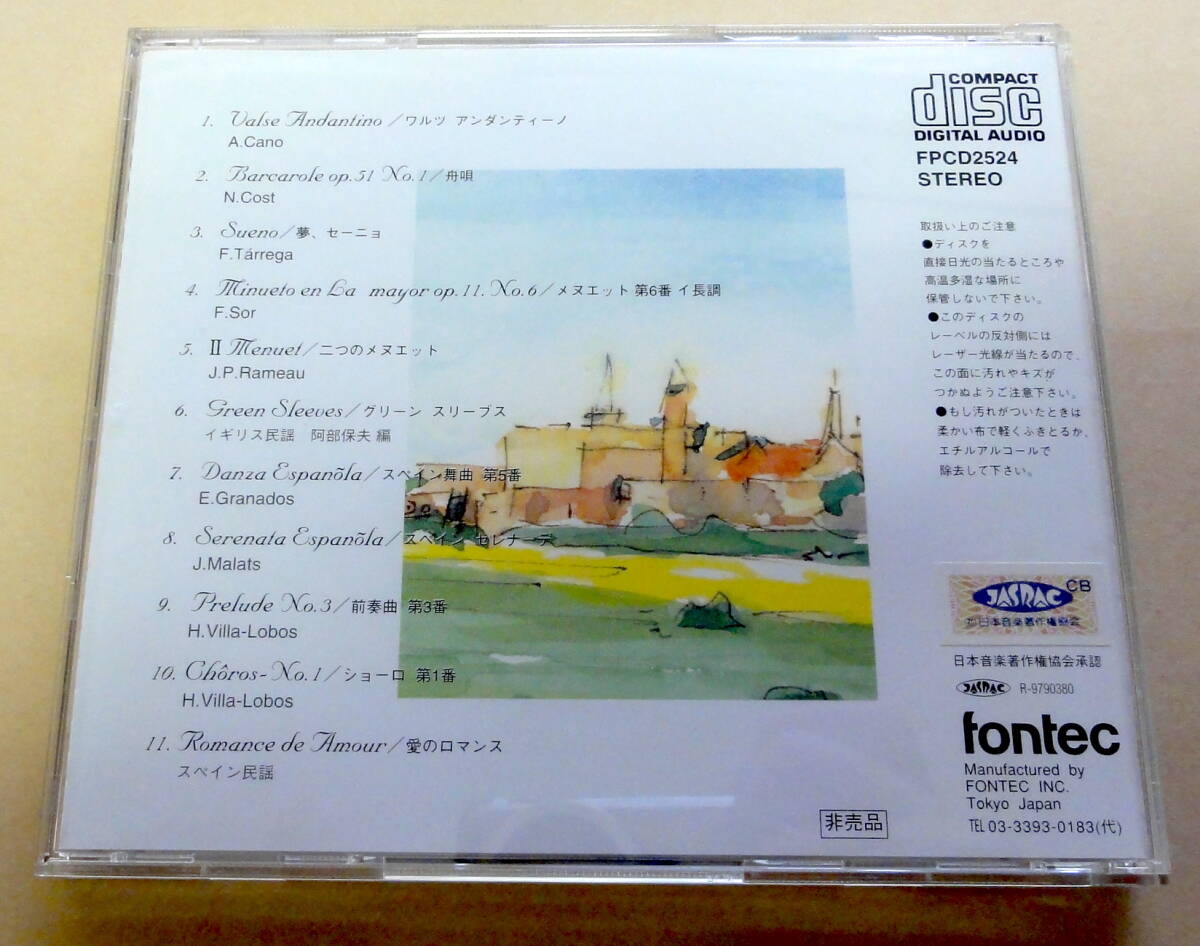 1. Valse Andantino/ワルツ アンダンティーノ
A.Cano
2. Barcarole op.51 No.1/舟唄
N.Cost
3. Sueno/夢、セーニョ
F.Tárrega
4. Minueto en La mayor op.11. No.6/メヌエット 第6番 イ長調
F.Sor
5. II Menuet/二つのメヌエット
J.P.Rameau
6. Green Sleeves/グリーン スリーブス
イギリス民謡 阿部保夫 編
7. Danza Espanõla/スペイン舞曲 第5番
E.Granados
8. Serenata Espanõla/スペイン セレナーデ
J.Malats
9. Prelude No.3/前奏曲 第3番
H.Villa-Lobos
10. Chôros-No.1/ショーロ 第1番
H.Villa-Lobos
11. Romance de Amour/愛のロマンス
スペイン民謡
非売品
COMPACT
disc
DIGITAL AUDIO
FPCD2524
STEREO
取扱い上のご注意
●ディスクを
直接日光の当たるところや
高温多湿な場所に
保管しないで下さい。
●このディスクの
レーベルの反対側には
レーザー光線が当たるので、
この面に汚れやキズが
つかぬようご注意下さい。
●もし汚れがついたときは
柔かい布で軽くふきとるか、
エチルアルコールで
除去して下さい。
JASRAC CB
日本音楽著作権協会
日本音楽著作権協会承認
JASRAC R-9790380
fontec
Manufactured by
FONTEC INC.
Tokyo Japan
TEL 03-3393-0183(代)